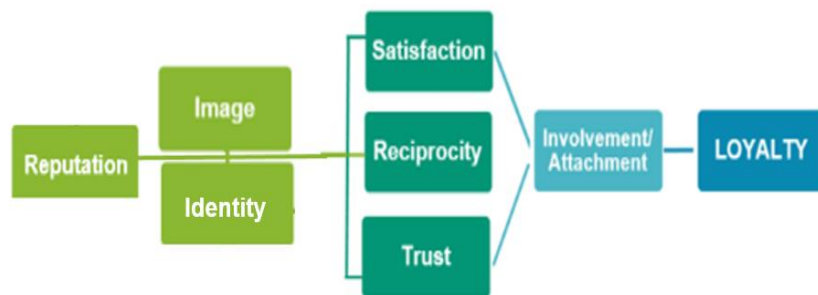 Reputation
Image
Identity
Satisfaction
Reciprocity
Trust
Involvement/
Attachment
LOYALTY